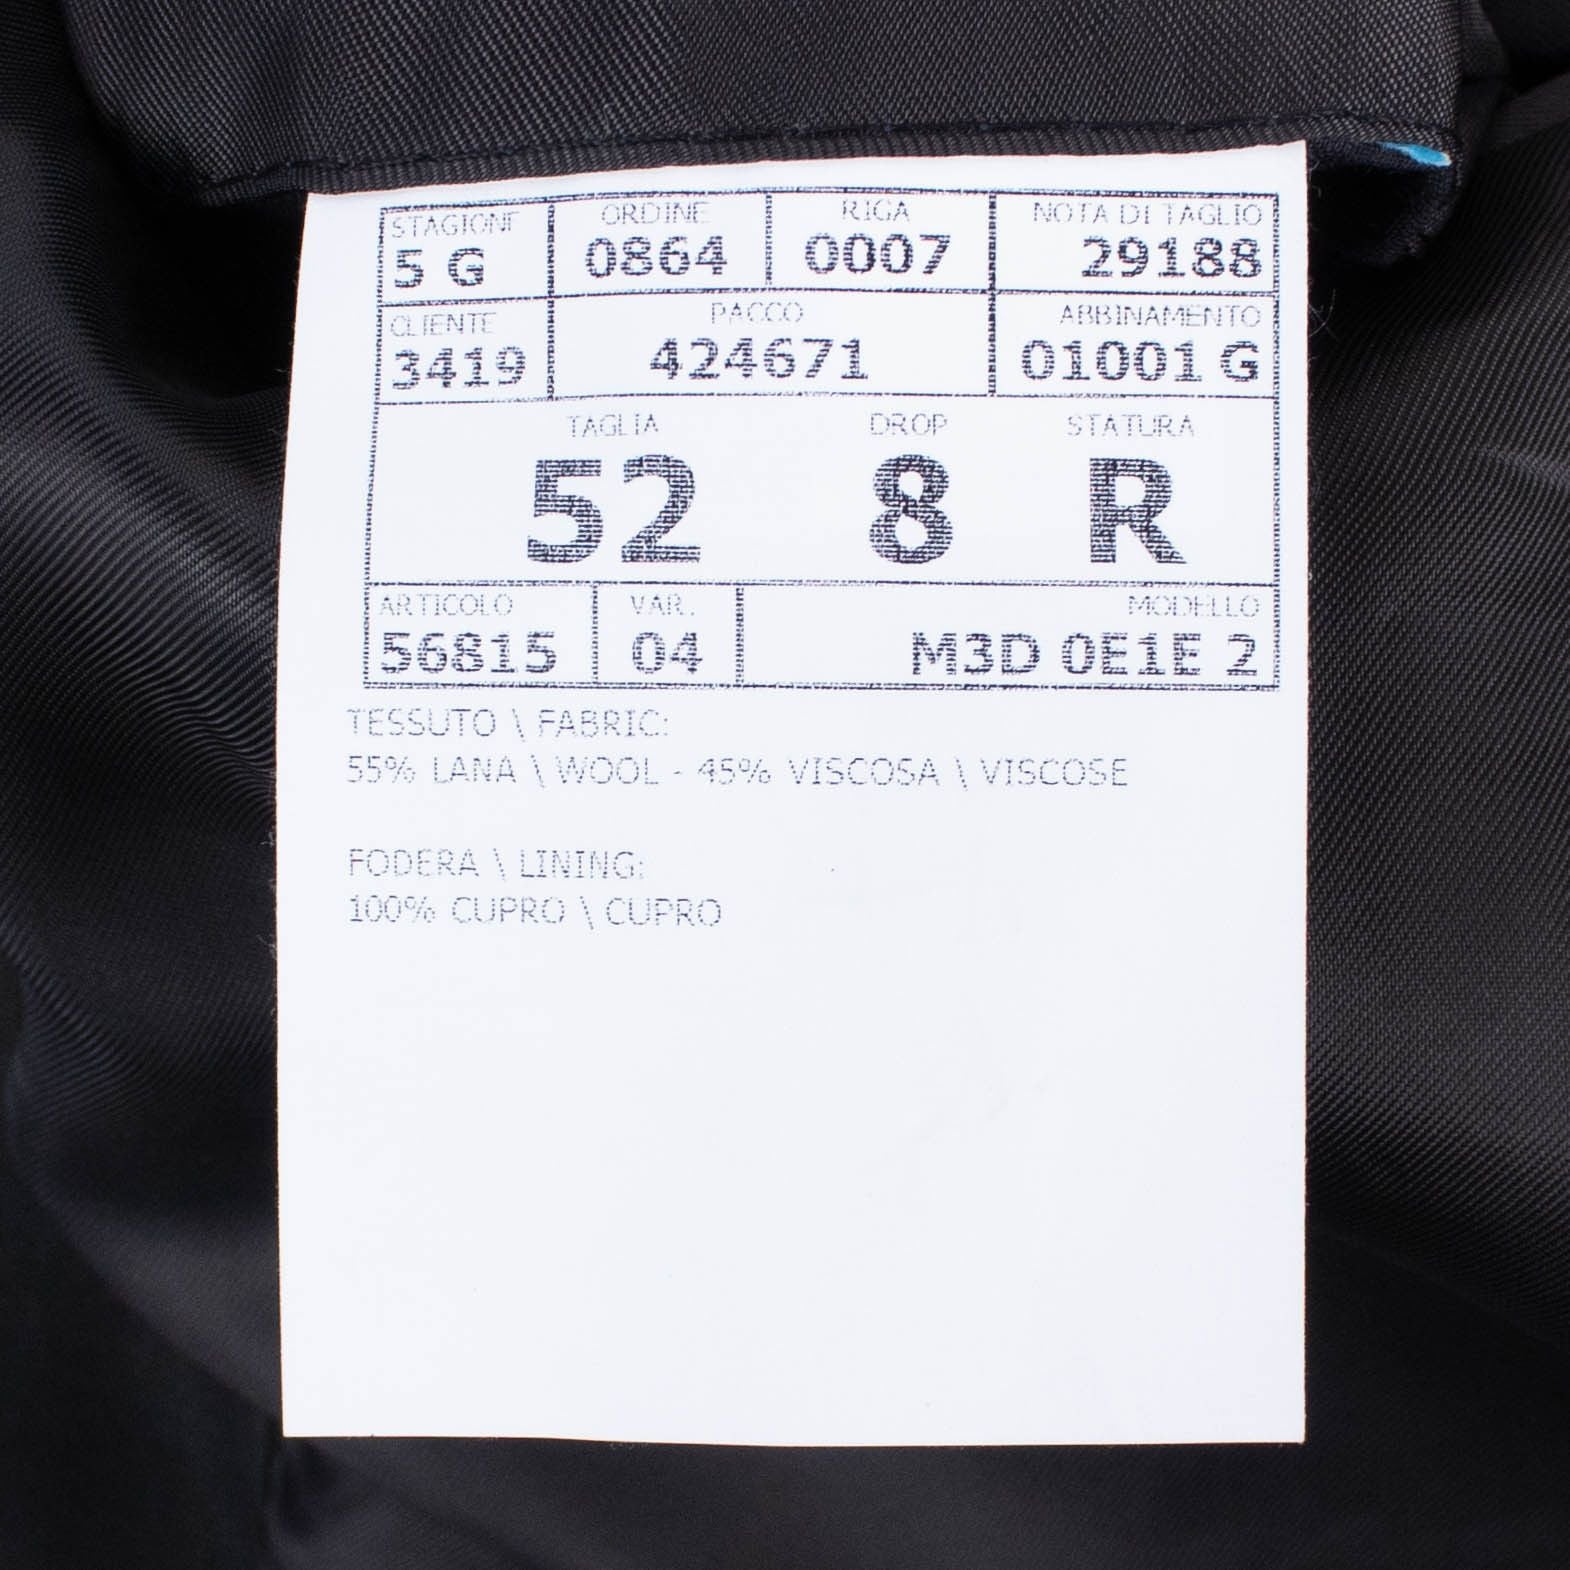 STAGIONE ORDINE RIGA NOTA DI TAGLIO
5 G 0864 0007 29188
CLIENTE PACCO ABBINAMENTO
3419 424671 01001 G
TAGLIA DROP STATURA
52 8 R
ARTICOLO VAR. MODELLO
56815 04 M3D 0E1E 2
TESSUTO \ FABRIC:
55% LANA \ WOOL - 45% VISCOSA \ VISCOSE
FODERA \ LINING:
100% CUPRO \ CUPRO